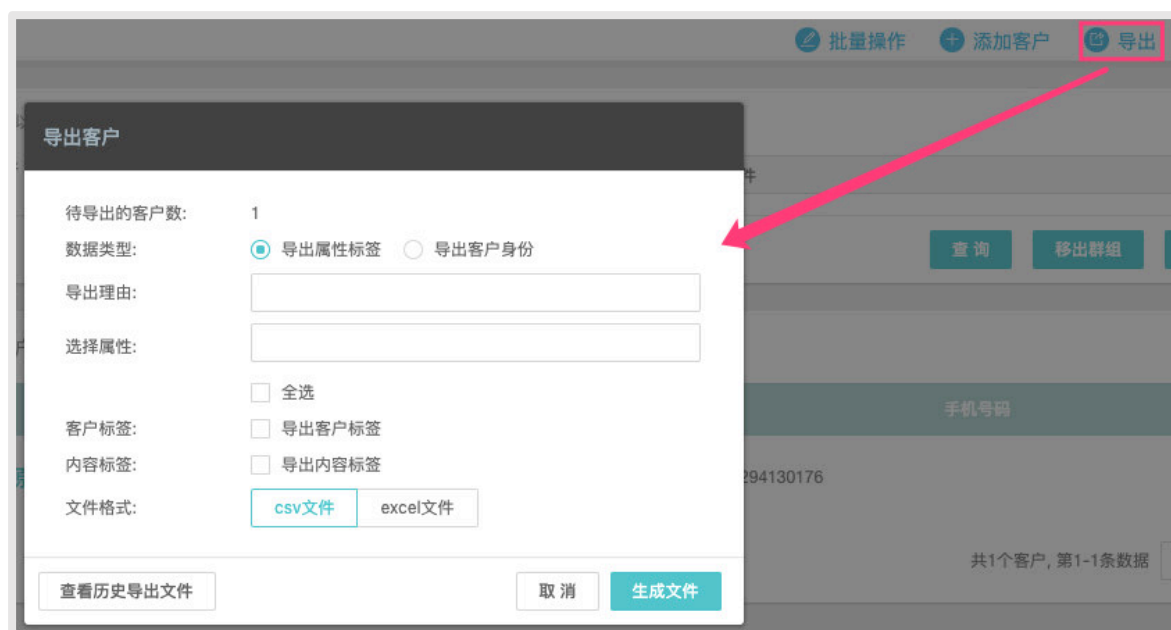 批量操作 添加客户 导出
导出客户
件
待导出的客户数: 1
数据类型: 导出属性标签 导出客户身份
查 询 移出群组
导出理由:
选择属性:
全选
手机号码
客户标签: 导出客户标签
内容标签: 导出内容标签
294130176
文件格式: csv文件 excel文件
共1个客户, 第1-1条数据
查看历史导出文件 取 消 生成文件